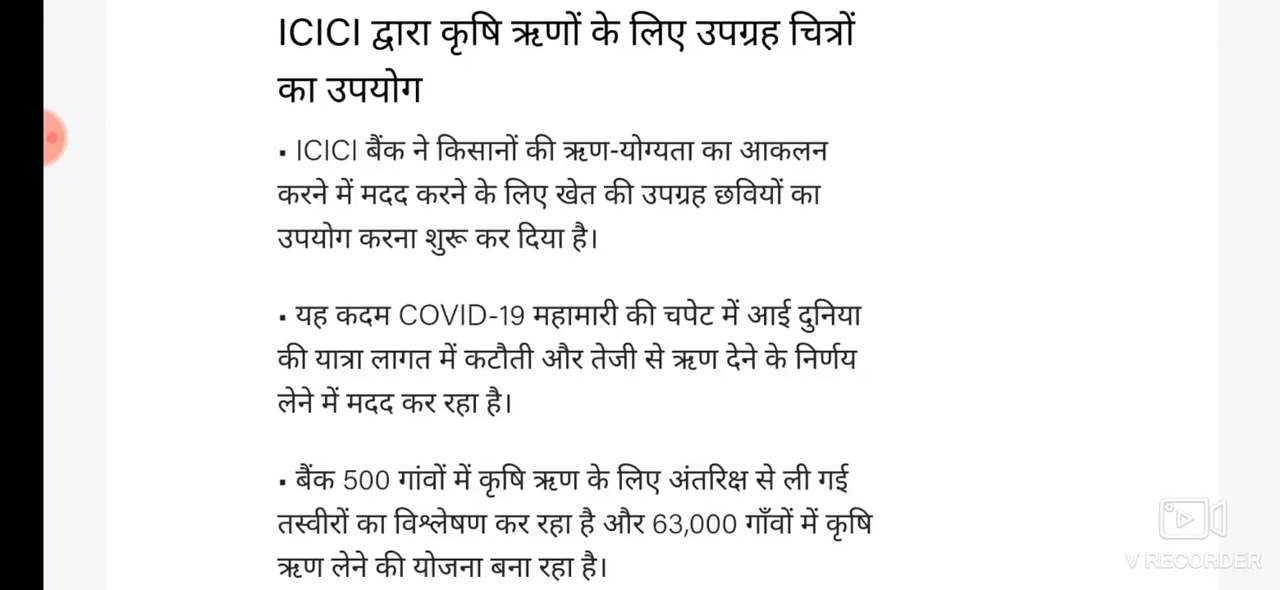 ICICI द्वारा कृषि ऋणों के लिए उपग्रह चित्रों
का उपयोग
▪ ICICI बैंक ने किसानों की ऋण-योग्यता का आकलन
करने में मदद करने के लिए खेत की उपग्रह छवियों का
उपयोग करना शुरू कर दिया है।
▪ यह कदम COVID-19 महामारी की चपेट में आई दुनिया
की यात्रा लागत में कटौती और तेजी से ऋण देने के निर्णय
लेने में मदद कर रहा है।
▪ बैंक 500 गांवों में कृषि ऋण के लिए अंतरिक्ष से ली गई
तस्वीरों का विश्लेषण कर रहा है और 63,000 गाँवों में कृषि
ऋण लेने की योजना बना रहा है।
V RECORDER